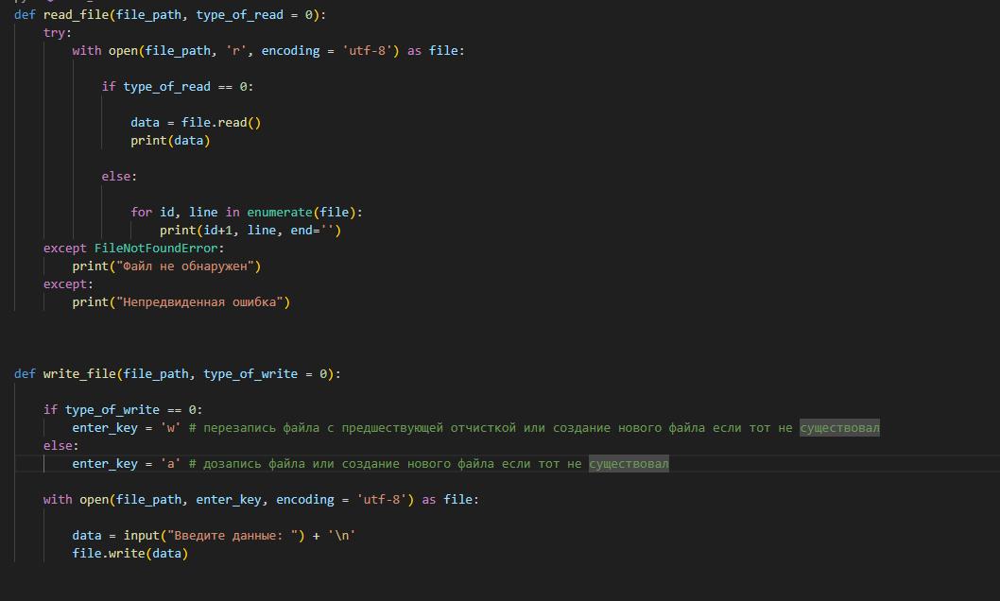 def read_file(file_path, type_of_read = 0):
    try:
        with open(file_path, 'r', encoding = 'utf-8') as file:
            if type_of_read == 0:
                data = file.read()
                print(data)
            else:
                for id, line in enumerate(file):
                    print(id+1, line, end='')
    except FileNotFoundError:
        print("Файл не обнаружен")
    except:
        print("Непредвиденная ошибка")
def write_file(file_path, type_of_write = 0):
    if type_of_write == 0:
        enter_key = 'w' # перезапись файла с предшествующей отчисткой или создание нового файла если тот не существовал
    else:
        enter_key = 'a' # дозапись файла или создание нового файла если тот не существовал
    with open(file_path, enter_key, encoding = 'utf-8') as file:
        data = input("Введите данные: ") + '\n'
        file.write(data)